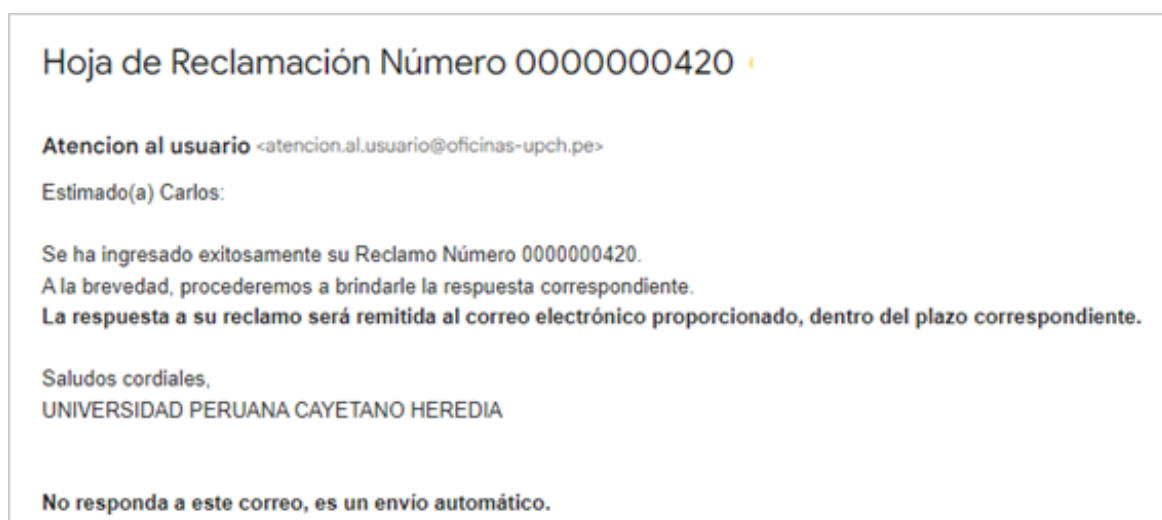 Hoja de Reclamación Número 0000000420
Atencion al usuario <atencion.al.usuario@oficinas-upch.pe>
Estimado(a) Carlos:
Se ha ingresado exitosamente su Reclamo Número 0000000420.
A la brevedad, procederemos a brindarle la respuesta correspondiente.
La respuesta a su reclamo será remitida al correo electrónico proporcionado, dentro del plazo correspondiente.
Saludos cordiales,
UNIVERSIDAD PERUANA CAYETANO HEREDIA
No responda a este correo, es un envío automático.